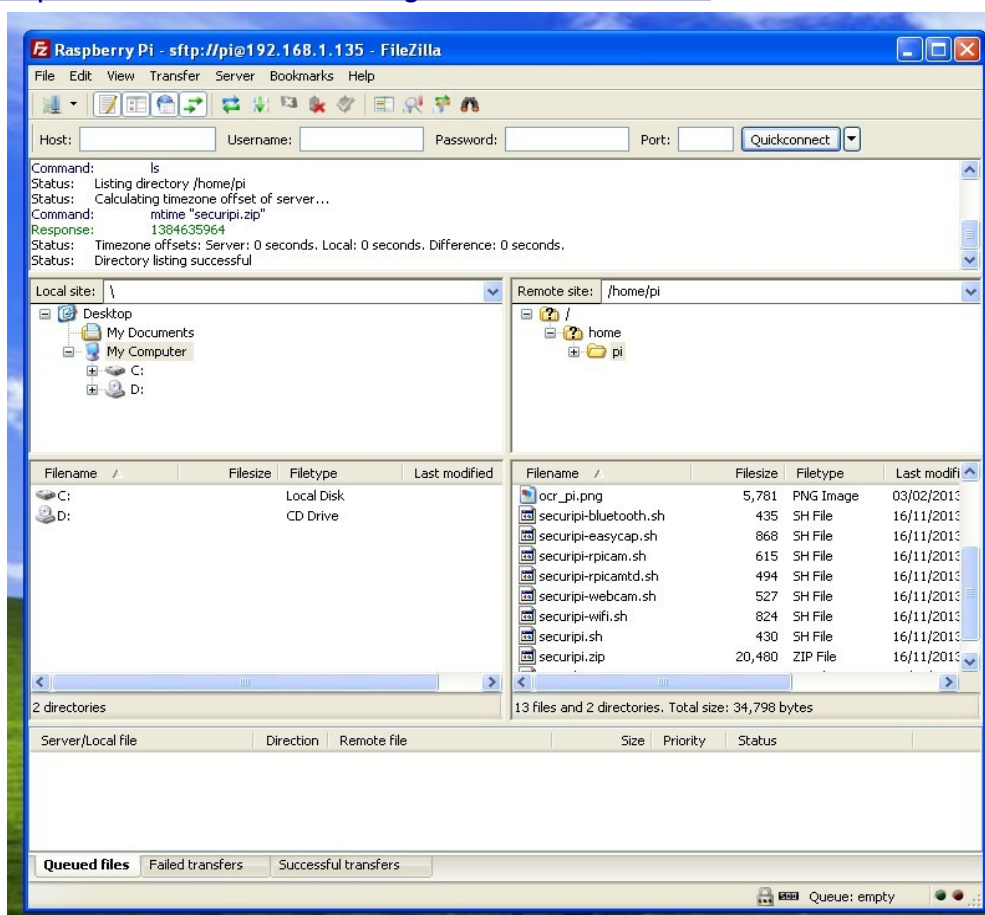 Raspberry Pi - sftp://pi@192.168.1.135 - FileZilla
File Edit View Transfer Server Bookmarks Help
Host: Username: Password: Port: Quickconnect
Command: ls
Status: Listing directory /home/pi
Status: Calculating timezone offset of server...
Command: mtime "securipi.zip"
Response: 1384635964
Status: Timezone offsets: Server: 0 seconds. Local: 0 seconds. Difference: 0 seconds.
Status: Directory listing successful
Local site: \
Desktop
My Documents
My Computer
C:
D:
Remote site: /home/pi
/
home
pi
Filename Filesize Filetype Last modified
C: Local Disk
D: CD Drive
2 directories
Filename Filesize Filetype Last modifi
ocr_pi.png 5,781 PNG Image 03/02/2013
securipi-bluetooth.sh 435 SH File 16/11/2013
securipi-easycap.sh 868 SH File 16/11/2013
securipi-rpicam.sh 615 SH File 16/11/2013
securipi-rpicamtd.sh 494 SH File 16/11/2013
securipi-webcam.sh 527 SH File 16/11/2013
securipi-wifi.sh 824 SH File 16/11/2013
securipi.sh 430 SH File 16/11/2013
securipi.zip 20,480 ZIP File 16/11/2013
13 files and 2 directories. Total size: 34,798 bytes
Server/Local file Direction Remote file Size Priority Status
Queued files Failed transfers Successful transfers
Queue: empty